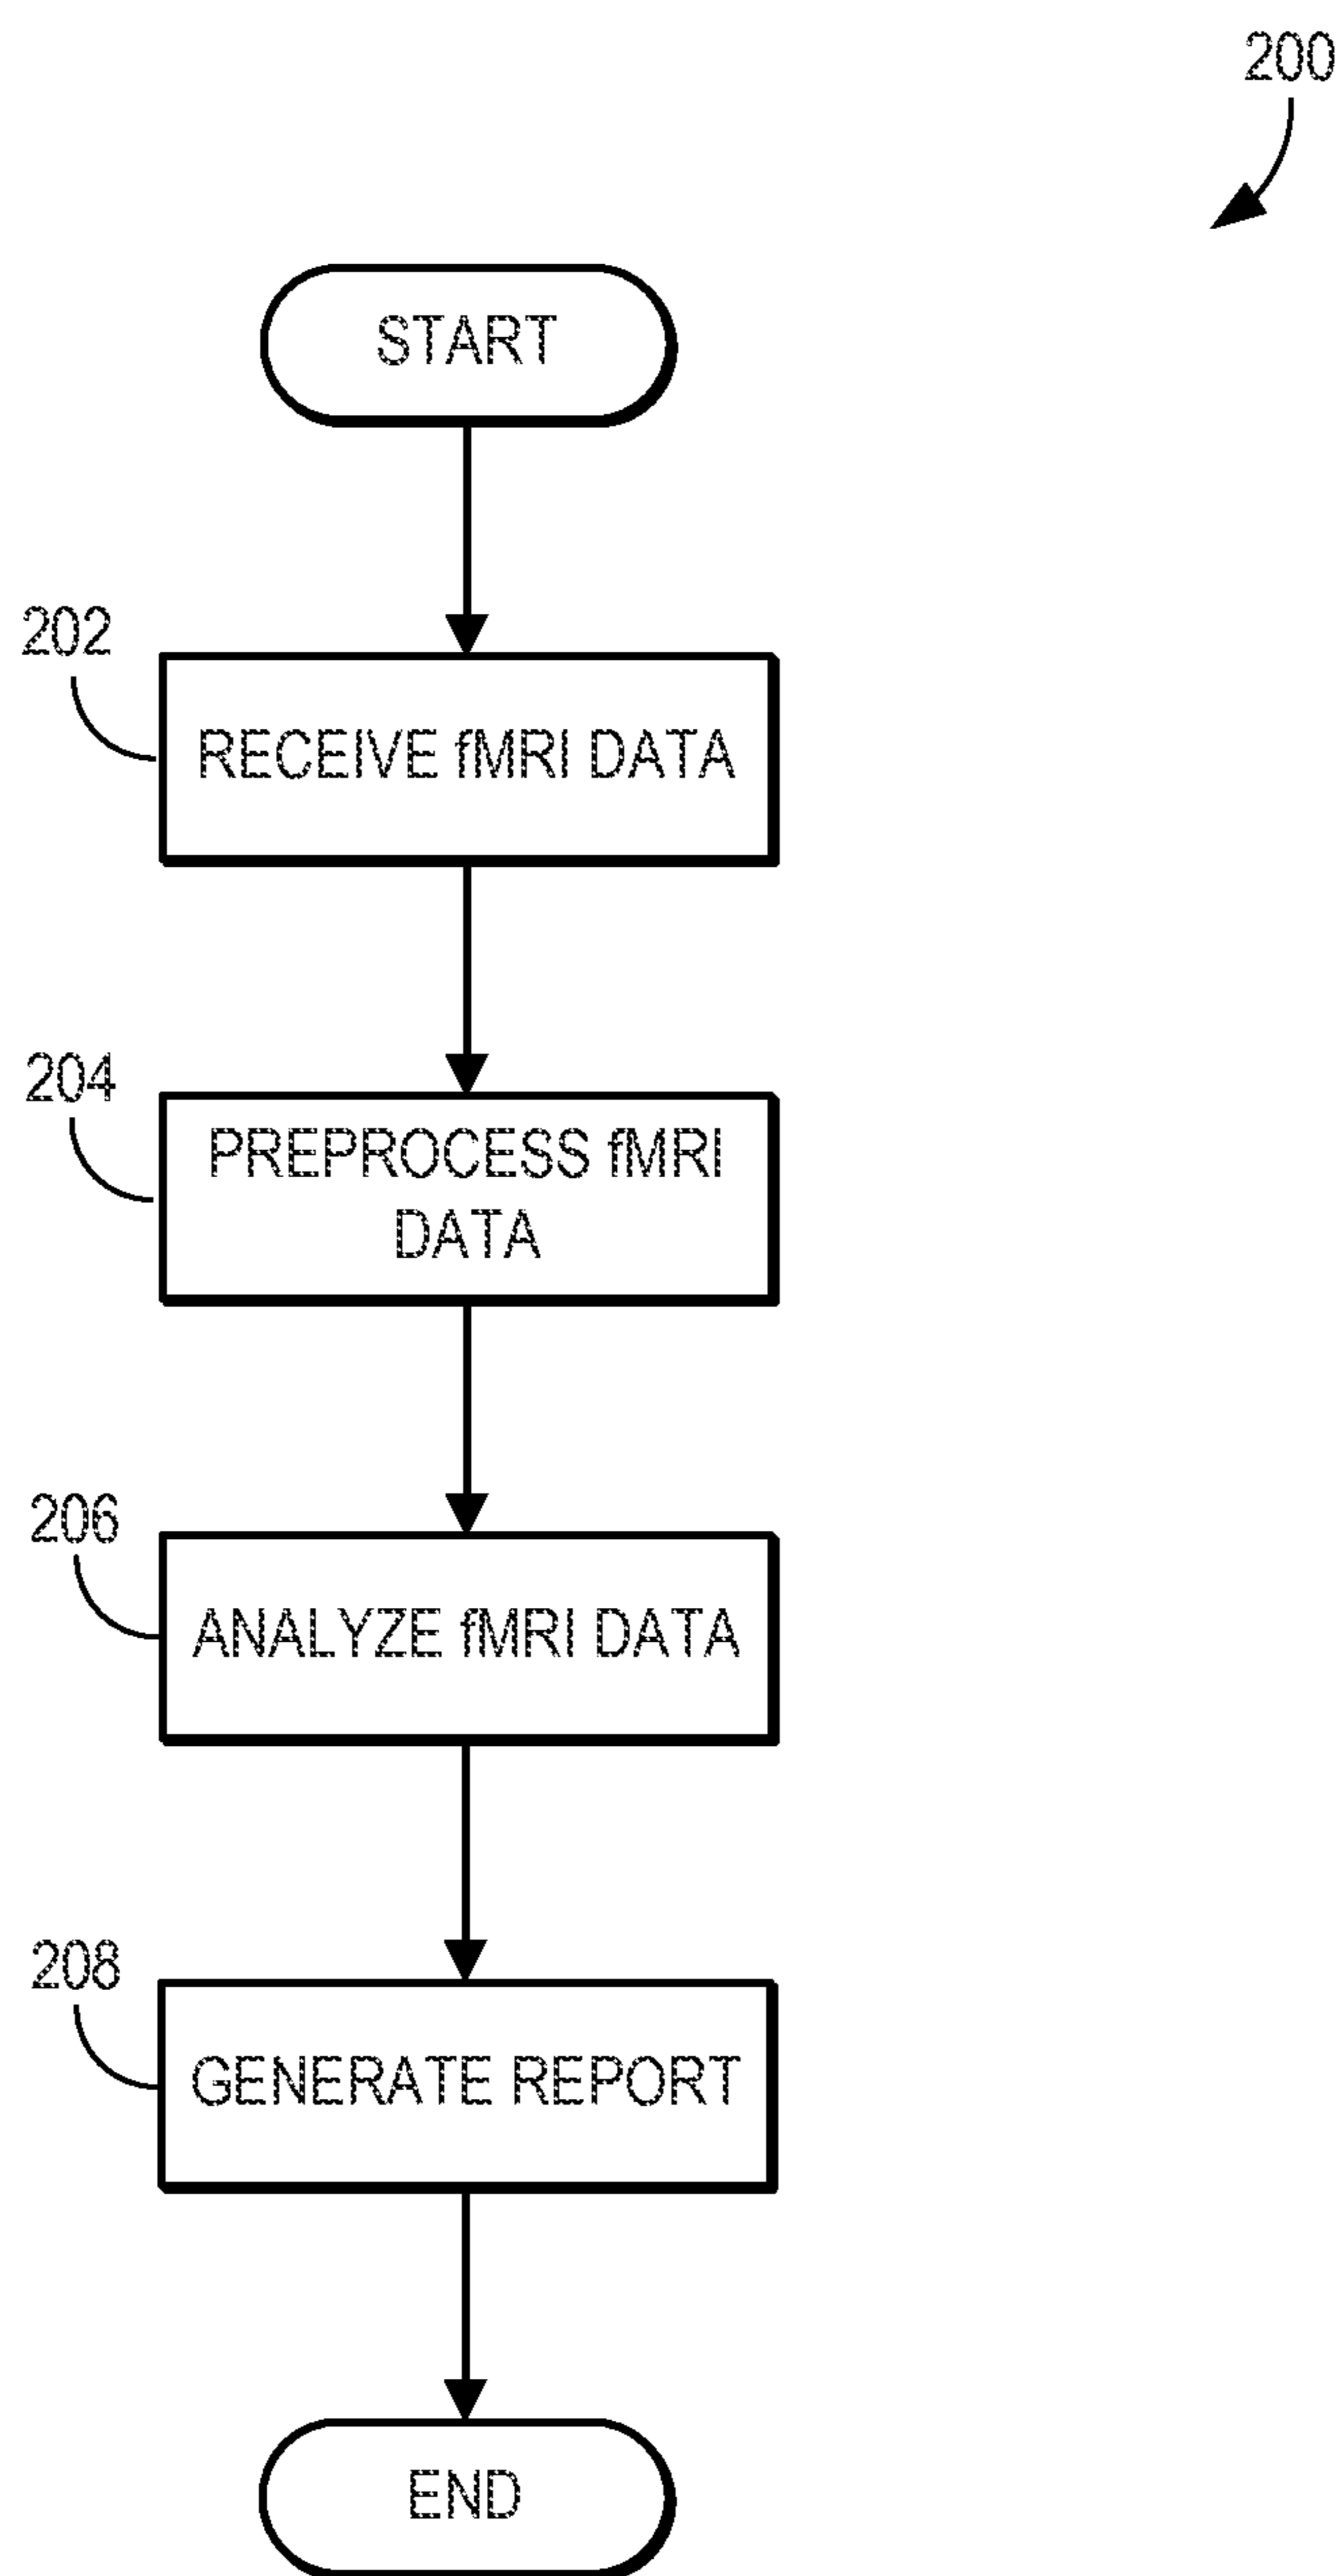 200
START
202
RECEIVE fMRI DATA
204
PREPROCESS fMRI
DATA
206
ANALYZE fMRI DATA
208
GENERATE REPORT
END